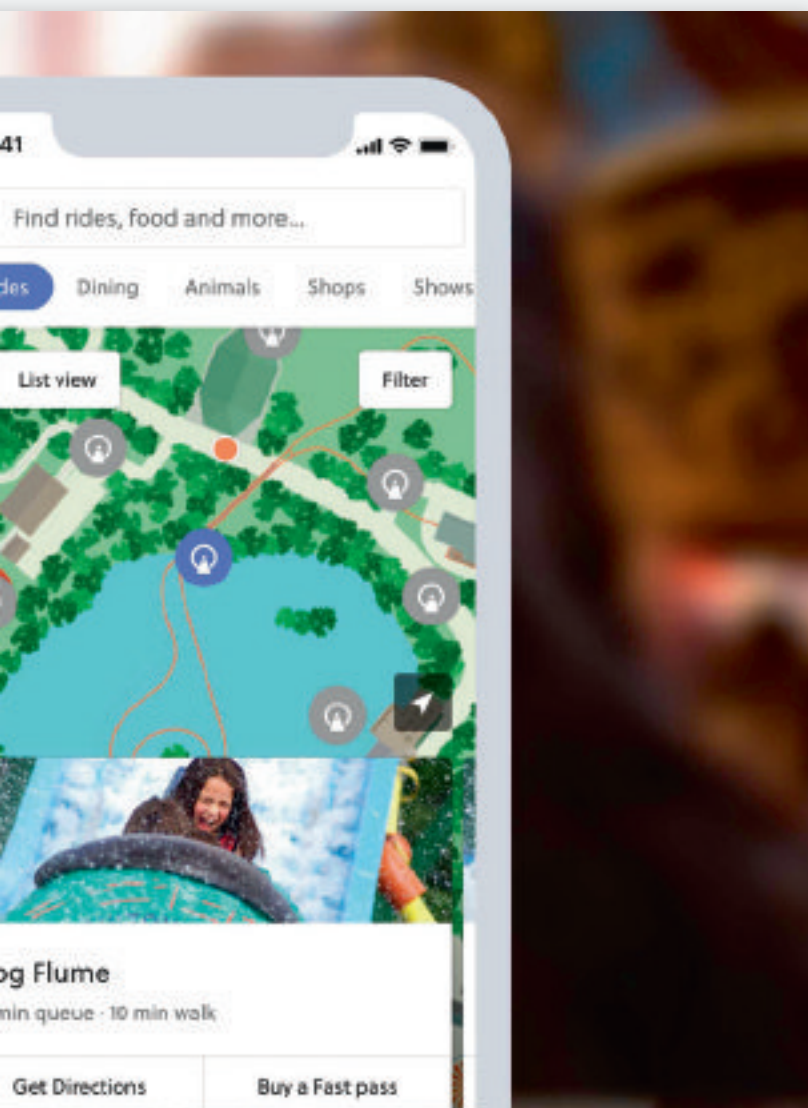 41
Find rides, food and more...
des Dining Animals Shops Shows
List view Filter
og Flume
min queue · 10 min walk
Get Directions Buy a Fast pass